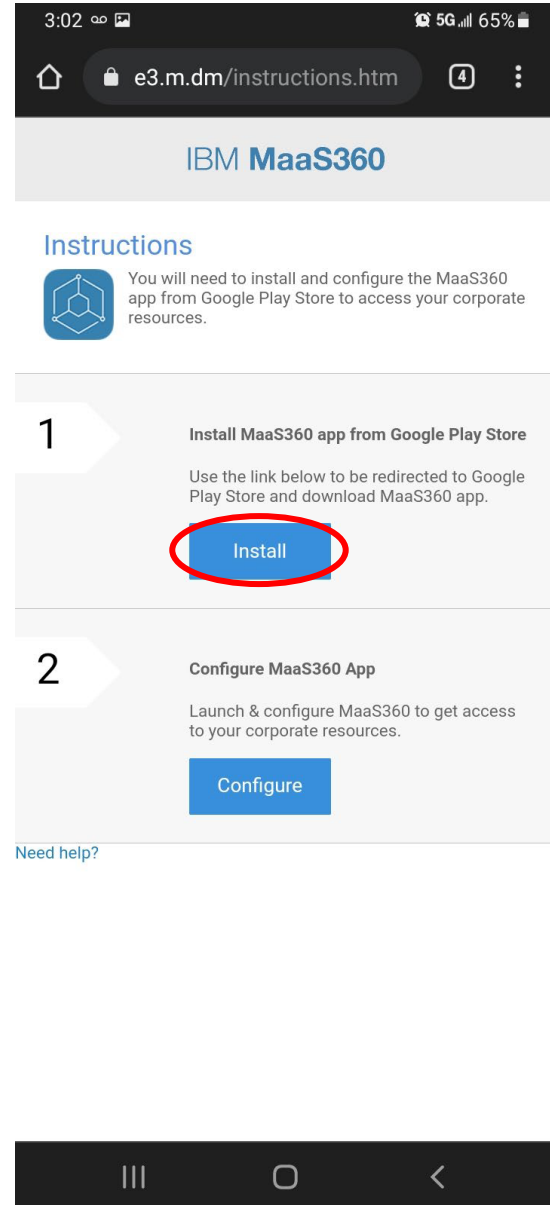 3:02 5G 65%
e3.m.dm/instructions.htm 4
IBM MaaS360
Instructions
You will need to install and configure the MaaS360
app from Google Play Store to access your corporate
resources.
1
Install MaaS360 app from Google Play Store
Use the link below to be redirected to Google
Play Store and download MaaS360 app.
Install
2
Configure MaaS360 App
Launch & configure MaaS360 to get access
to your corporate resources.
Configure
Need help?